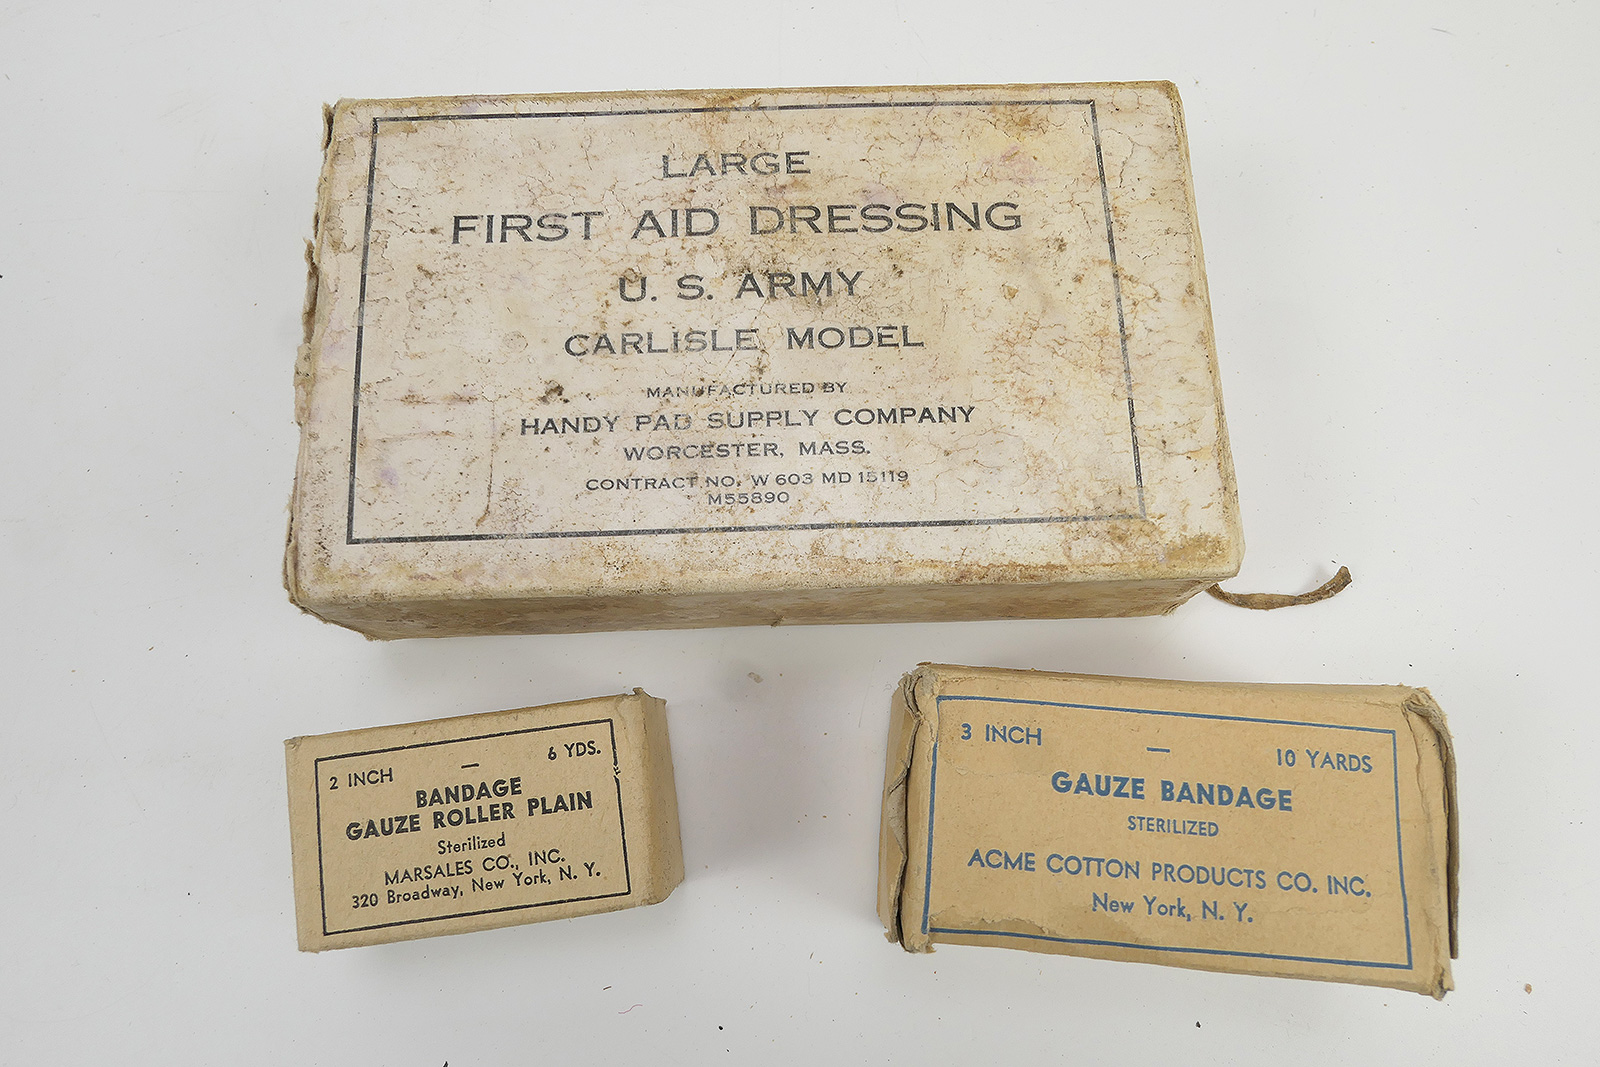 LARGE
FIRST AID DRESSING
U. S. ARMY
CARLISLE MODEL
MANUFACTURED BY
HANDY PAD SUPPLY COMPANY
WORCESTER, MASS.
CONTRACT NO. W 603 MD 15119
M55890
2 INCH — 6 YDS.
BANDAGE
GAUZE ROLLER PLAIN
Sterilized
MARSALES CO., INC.
320 Broadway, New York, N. Y.
3 INCH — 10 YARDS
GAUZE BANDAGE
STERILIZED
ACME COTTON PRODUCTS CO. INC.
New York, N. Y.